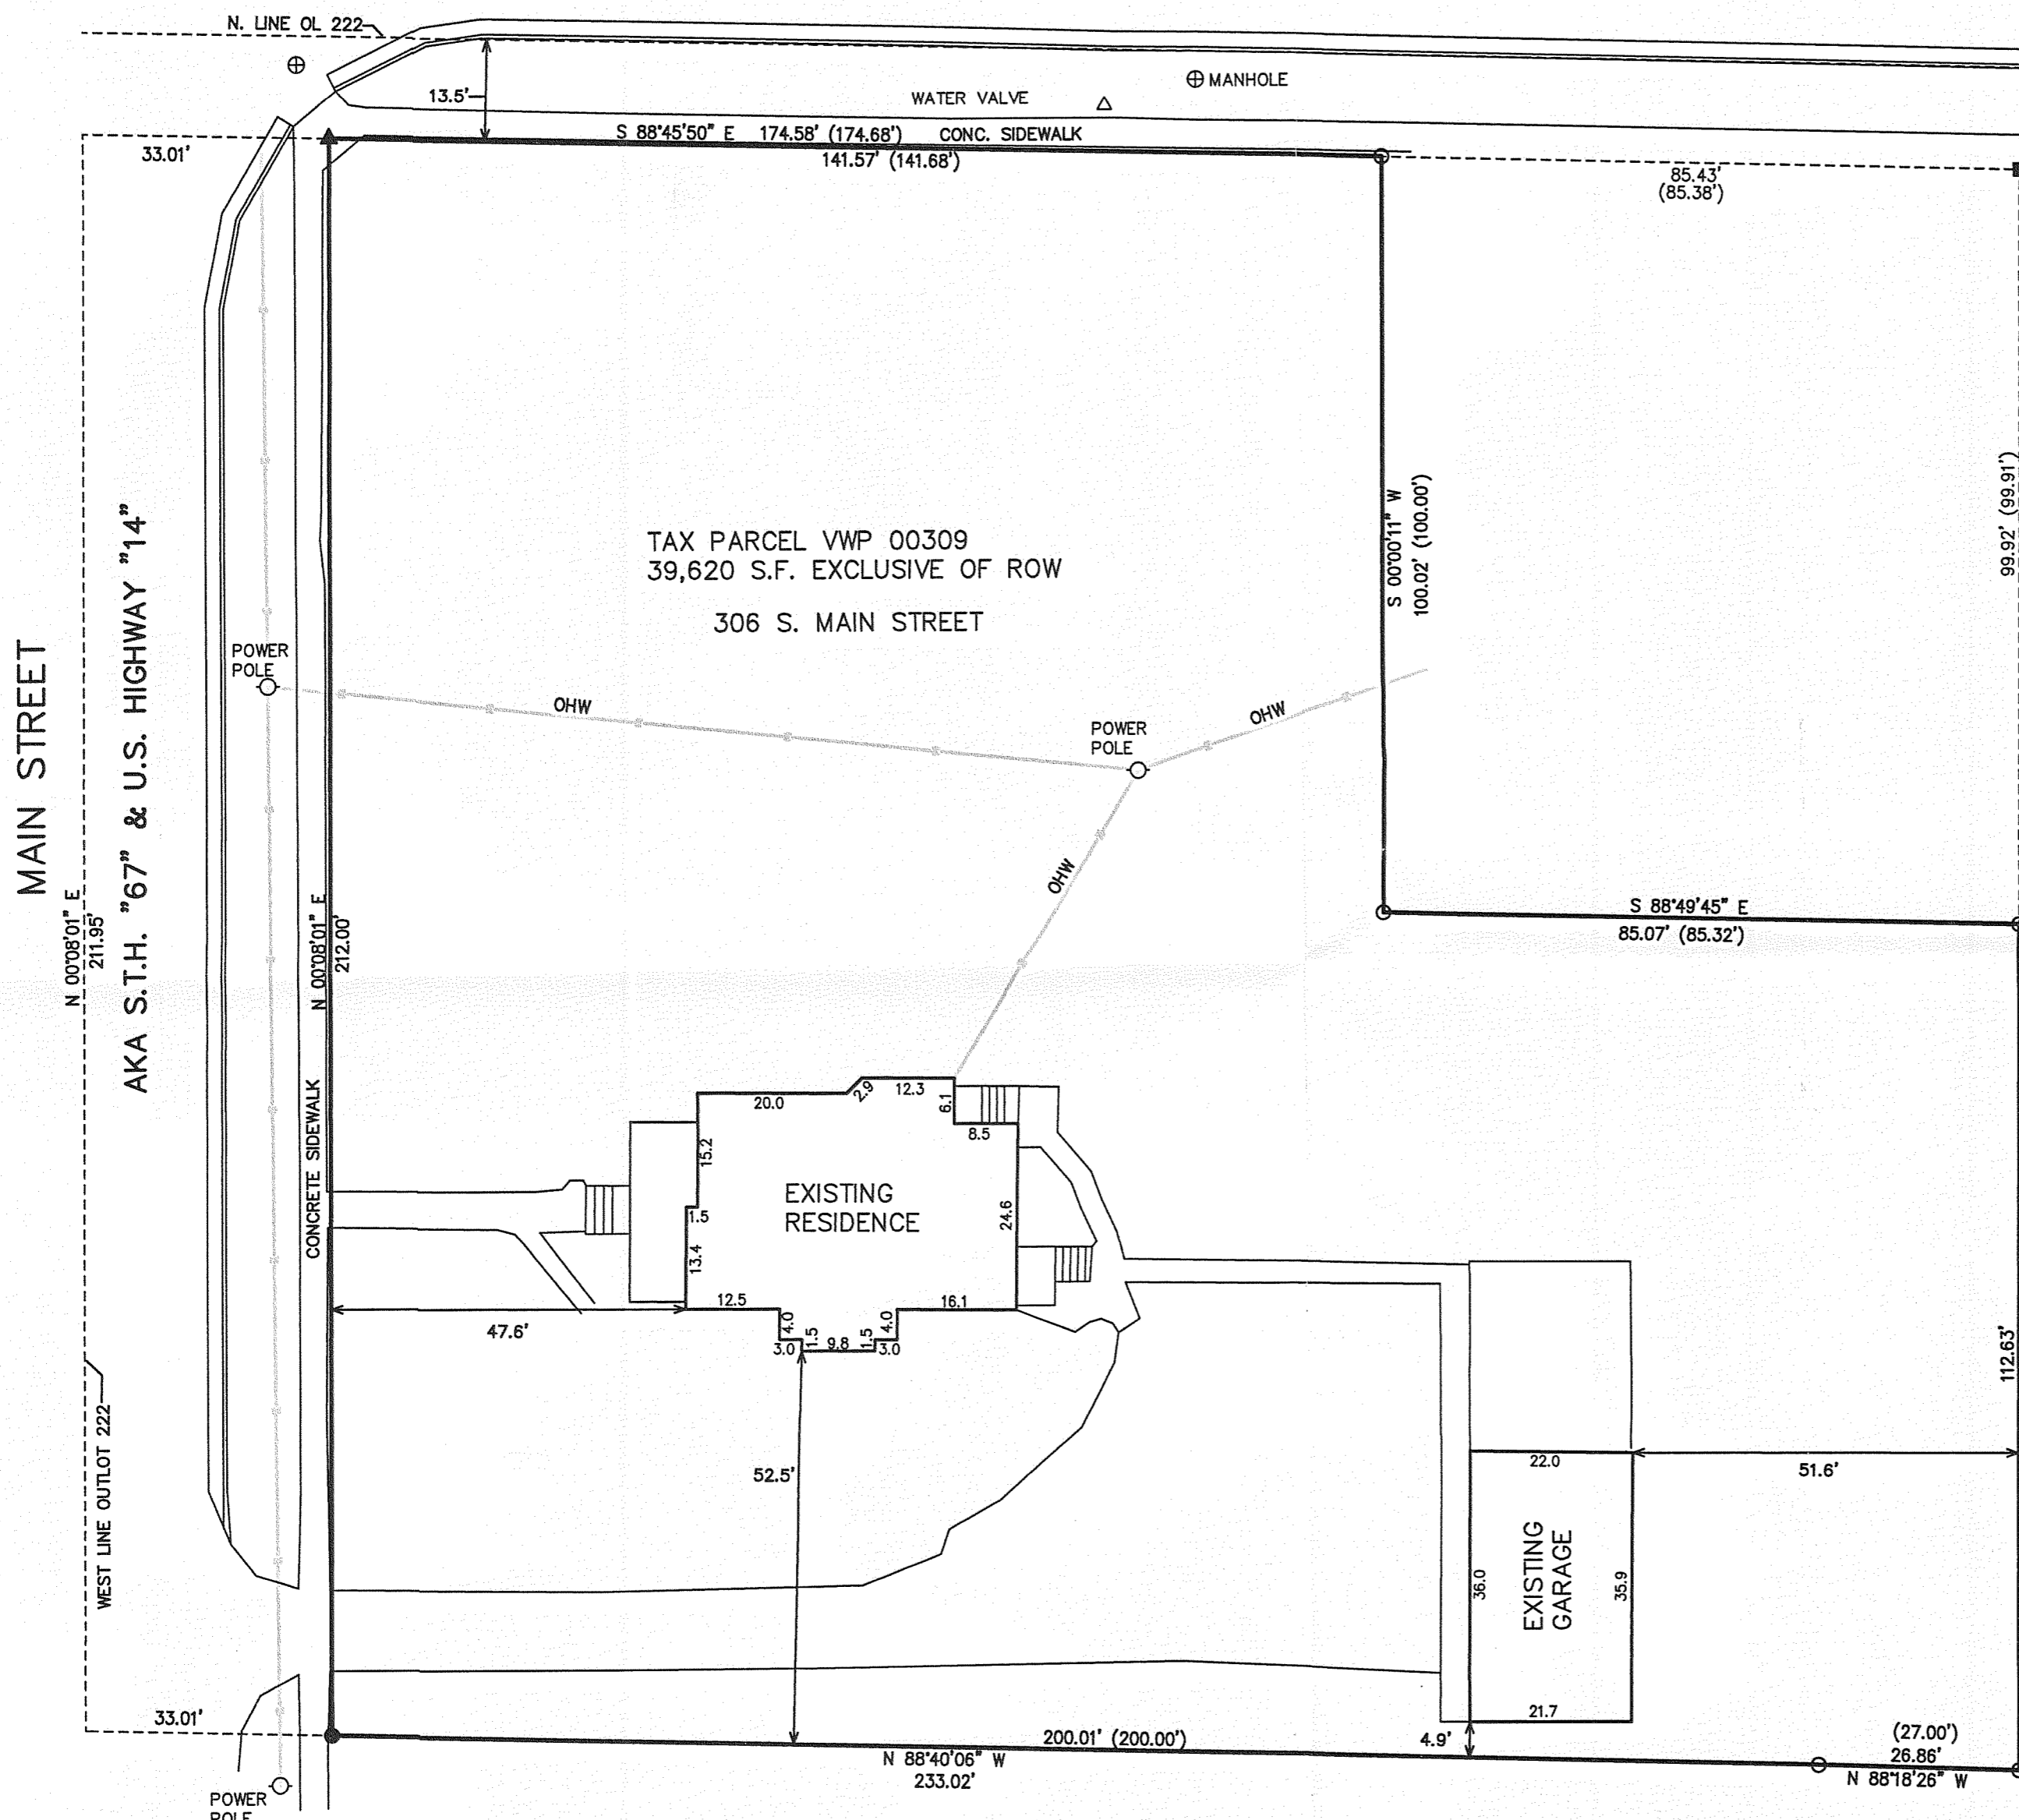 N. LINE OL 222
13.5'
WATER VALVE
MANHOLE
33.01'
S 88°45'50" E 174.58' (174.68') CONC. SIDEWALK
141.57' (141.68')
85.43'
(85.38')
S 00°00'11" W
100.02' (100.00')
99.92' (99.91')
TAX PARCEL VWP 00309
39,620 S.F. EXCLUSIVE OF ROW
306 S. MAIN STREET
MAIN STREET
AKA S.T.H. "67" & U.S. HIGHWAY "14"
N 00°08'01" E
211.95'
N 00°08'01" E
212.00'
POWER
POLE
OHW
POWER
POLE
OHW
OHW
S 88°49'45" E
85.07' (85.32')
CONCRETE SIDEWALK
20.0
2.9
12.3
6.1
8.5
15.2
1.5
13.4
EXISTING
RESIDENCE
24.6
12.5
4.0
3.0
1.5
9.8
1.5
3.0
4.0
16.1
47.6'
52.5'
112.63'
WEST LINE OUTLOT 222
22.0
51.6'
36.0
EXISTING
GARAGE
35.9
21.7
4.9'
33.01'
200.01' (200.00')
N 88°40'06" W
233.02'
(27.00')
26.86'
N 88°18'26" W
POWER
POLE